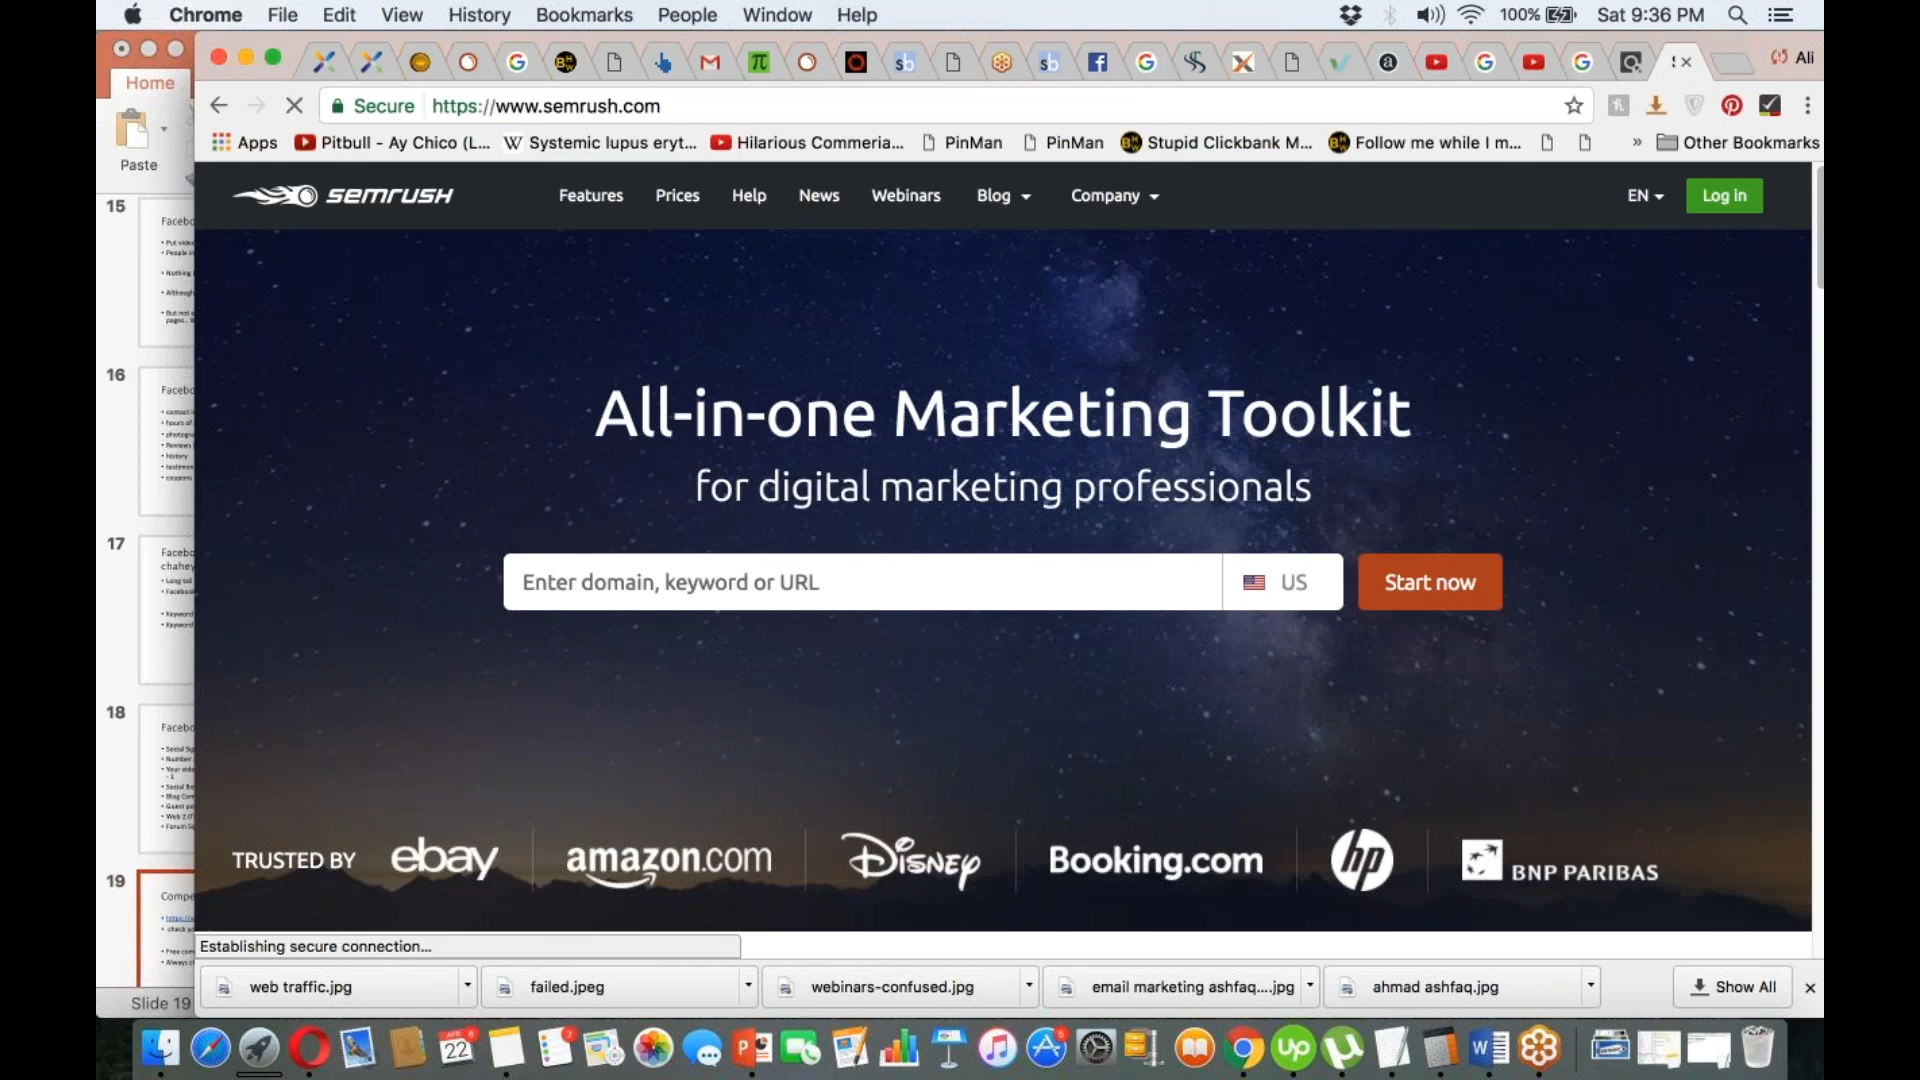 Chrome File Edit View History Bookmarks People Window Help 100% Sat 9:36 PM
Home
Paste
Ali
Secure https://www.semrush.com
Apps Pitbull - Ay Chico (L... Systemic lupus eryt... Hilarious Commeria... PinMan PinMan Stupid Clickbank M... Follow me while I m... » Other Bookmarks
SEMRUSH Features Prices Help News Webinars Blog Company EN Log in
15
16
17
18
19
All-in-one Marketing Toolkit
for digital marketing professionals
Enter domain, keyword or URL US Start now
TRUSTED BY ebay amazon.com Disney Booking.com hp BNP PARIBAS
Establishing secure connection...
web traffic.jpg failed.jpeg webinars-confused.jpg email marketing ashfaq....jpg ahmad ashfaq.jpg Show All
Slide 19
22